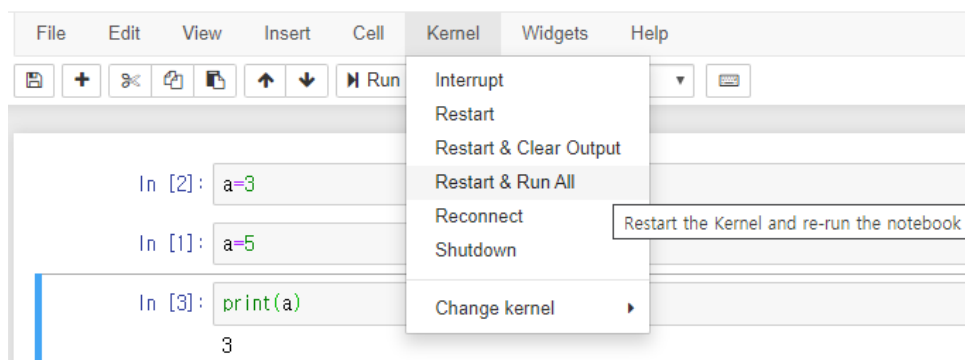 File Edit View Insert Cell Kernel Widgets Help
Run
Interrupt
Restart
Restart & Clear Output
Restart & Run All
Reconnect
Shutdown
Change kernel
Restart the Kernel and re-run the notebook
In [2]: a=3
In [1]: a=5
In [3]: print(a)
3